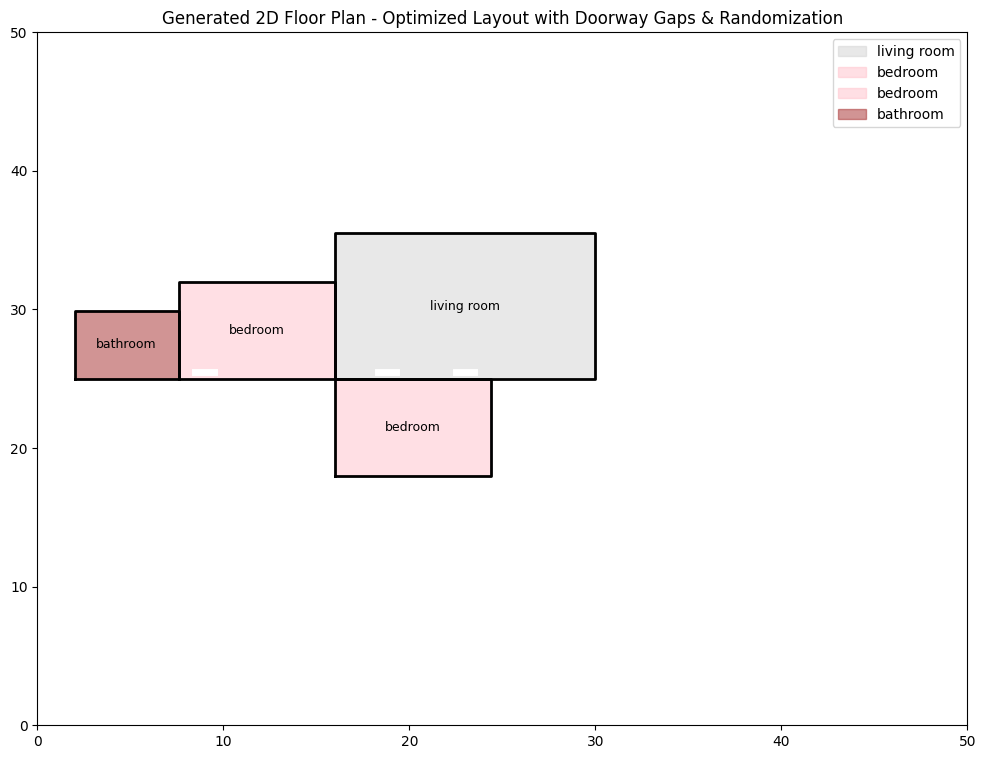 Generated 2D Floor Plan - Optimized Layout with Doorway Gaps & Randomization
50
living room
bedroom
bedroom
bathroom
40
living room
30
bedroom
bathroom
bedroom
20
10
0
0 10 20 30 40 50